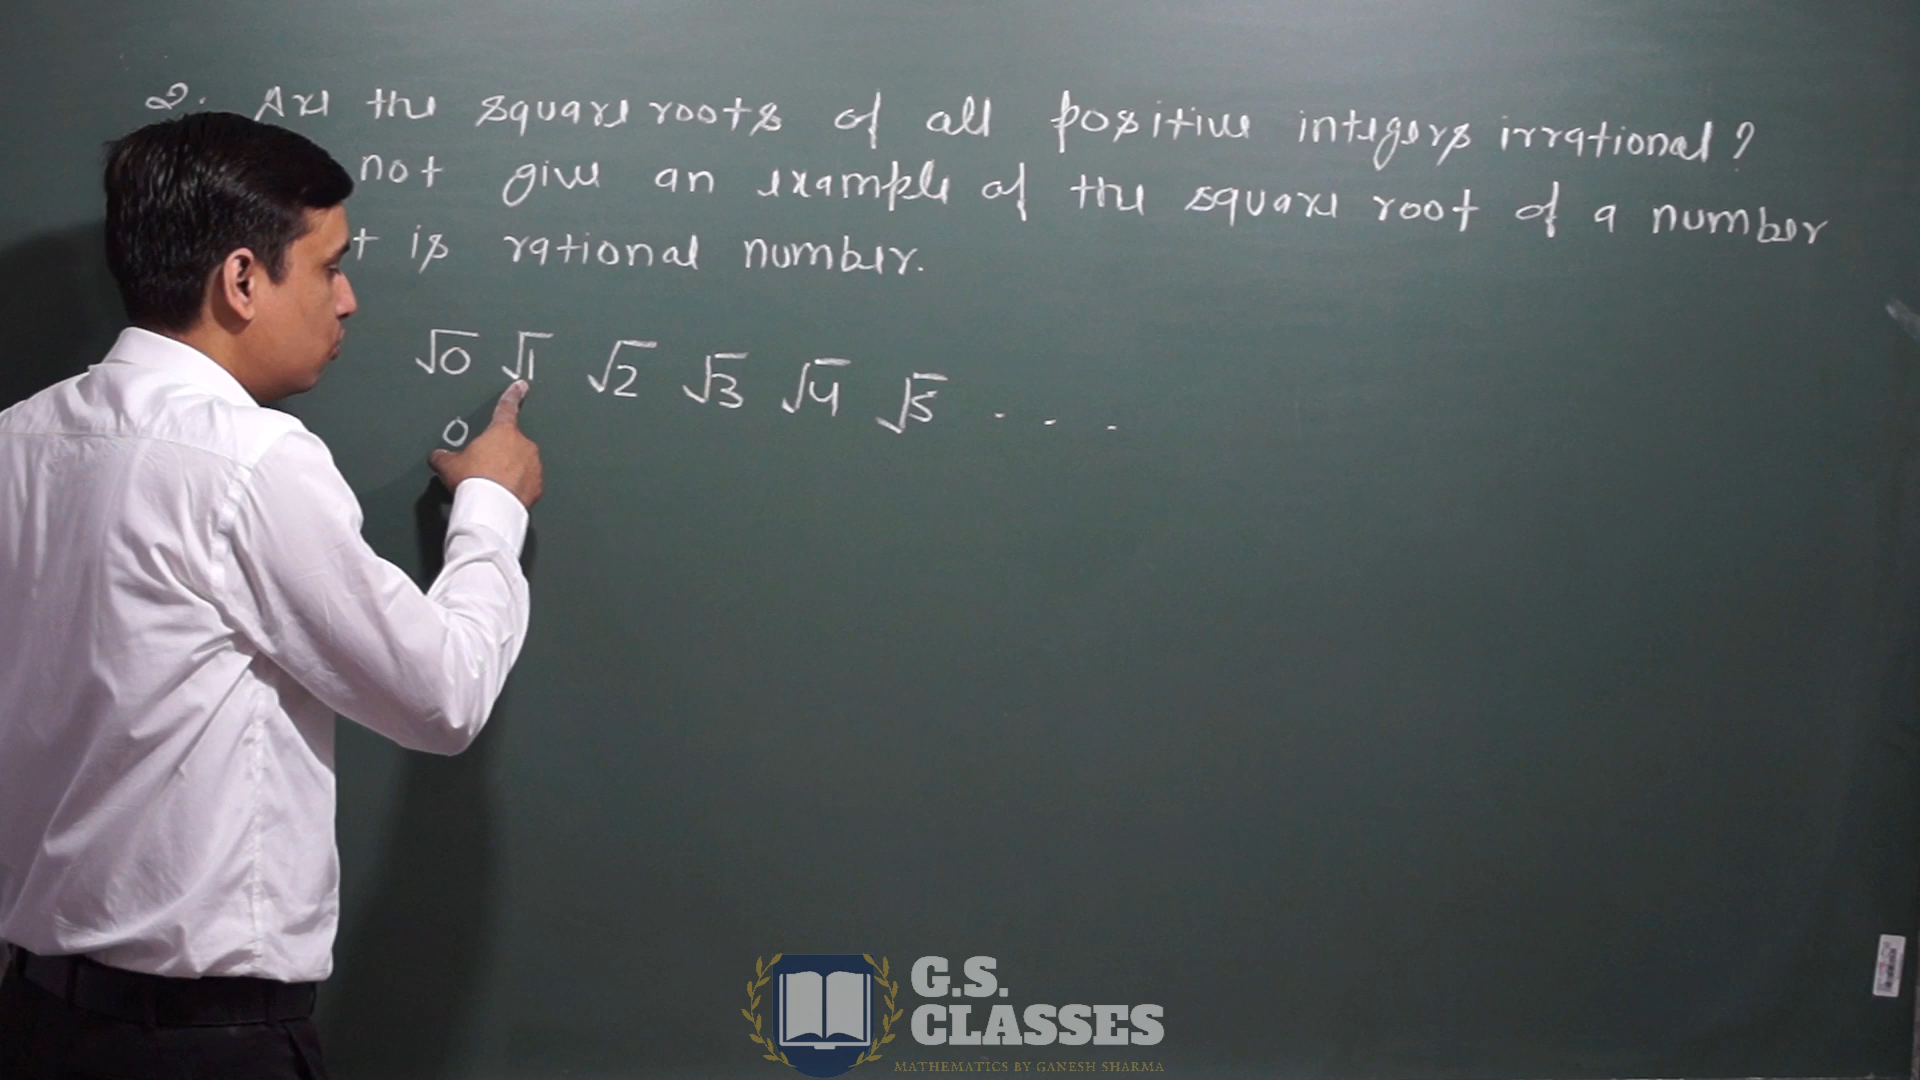 2. Are the square roots of all positive integers irrational?
not give an example of the square root of a number
t is rational number.
√0 √1 √2 √3 √4 √5 . . .
0
G.S.
CLASSES
MATHEMATICS BY GANESH SHARMA